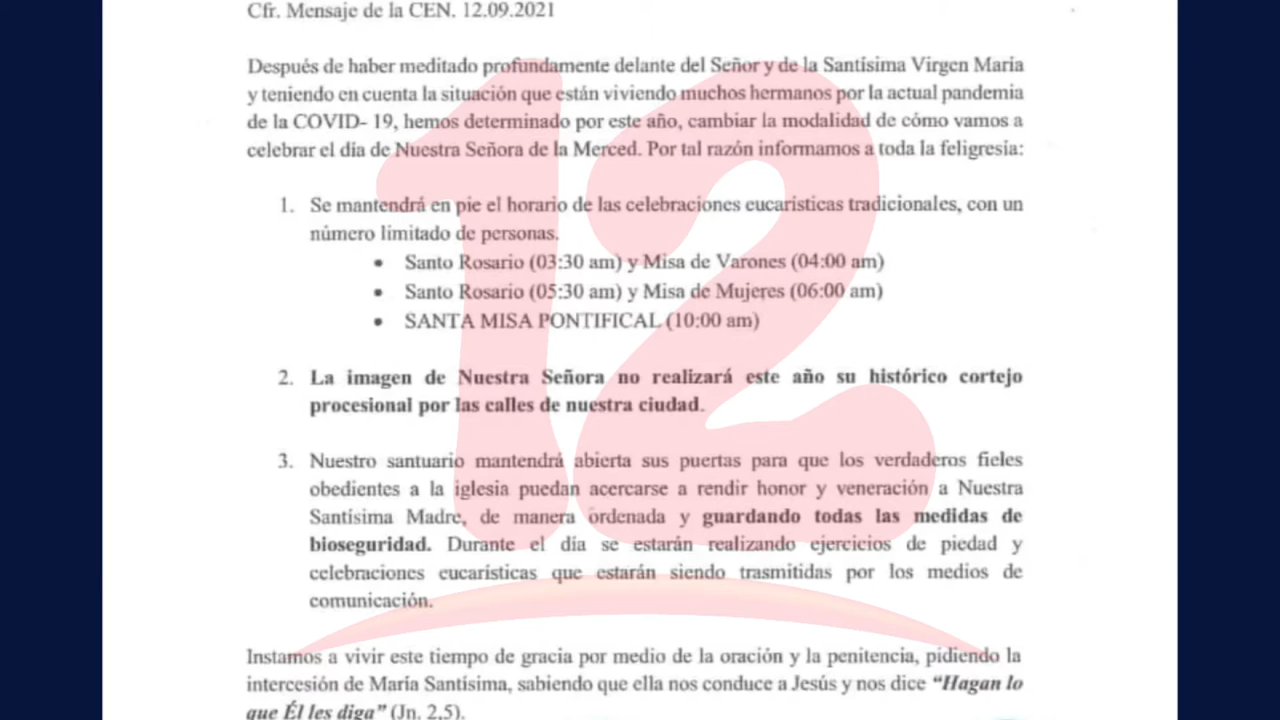 Cfr. Mensaje de la CEN. 12.09.2021
Después de haber meditado profundamente delante del Señor y de la Santísima Virgen Maria
y teniendo en cuenta la situación que están viviendo muchos hermanos por la actual pandemia
de la COVID- 19, hemos determinado por este año, cambiar la modalidad de cómo vamos a
celebrar el día de Nuestra Señora de la Merced. Por tal razón informamos a toda la feligresía:
1. Se mantendrá en pie el horario de las celebraciones eucarísticas tradicionales, con un
número limitado de personas.
• Santo Rosario (03:30 am) y Misa de Varones (04:00 am)
• Santo Rosario (05:30 am) y Misa de Mujeres (06:00 am)
• SANTA MISA PONTIFICAL (10:00 am)
2. La imagen de Nuestra Señora no realizará este año su histórico cortejo
procesional por las calles de nuestra ciudad.
3. Nuestro santuario mantendrá abierta sus puertas para que los verdaderos fieles
obedientes a la iglesia puedan acercarse a rendir honor y veneración a Nuestra
Santísima Madre, de manera ordenada y guardando todas las medidas de
bioseguridad. Durante el día se estarán realizando ejercicios de piedad y
celebraciones eucarísticas que estarán siendo trasmitidas por los medios de
comunicación.
Instamos a vivir este tiempo de gracia por medio de la oración y la penitencia, pidiendo la
intercesión de María Santísima, sabiendo que ella nos conduce a Jesús y nos dice “Hagan lo
que Él les diga” (Jn. 2,5).
12